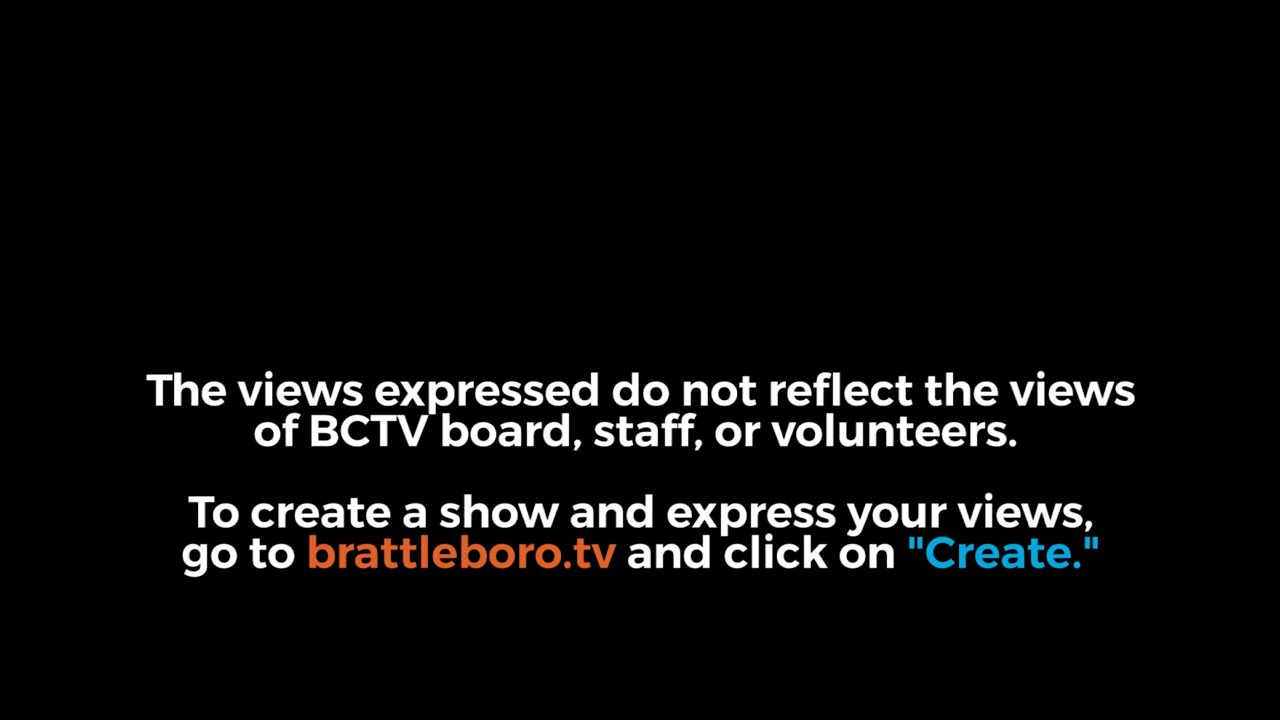 The views expressed do not reflect the views
of BCTV board, staff, or volunteers.
To create a show and express your views,
go to brattleboro.tv and click on "Create."